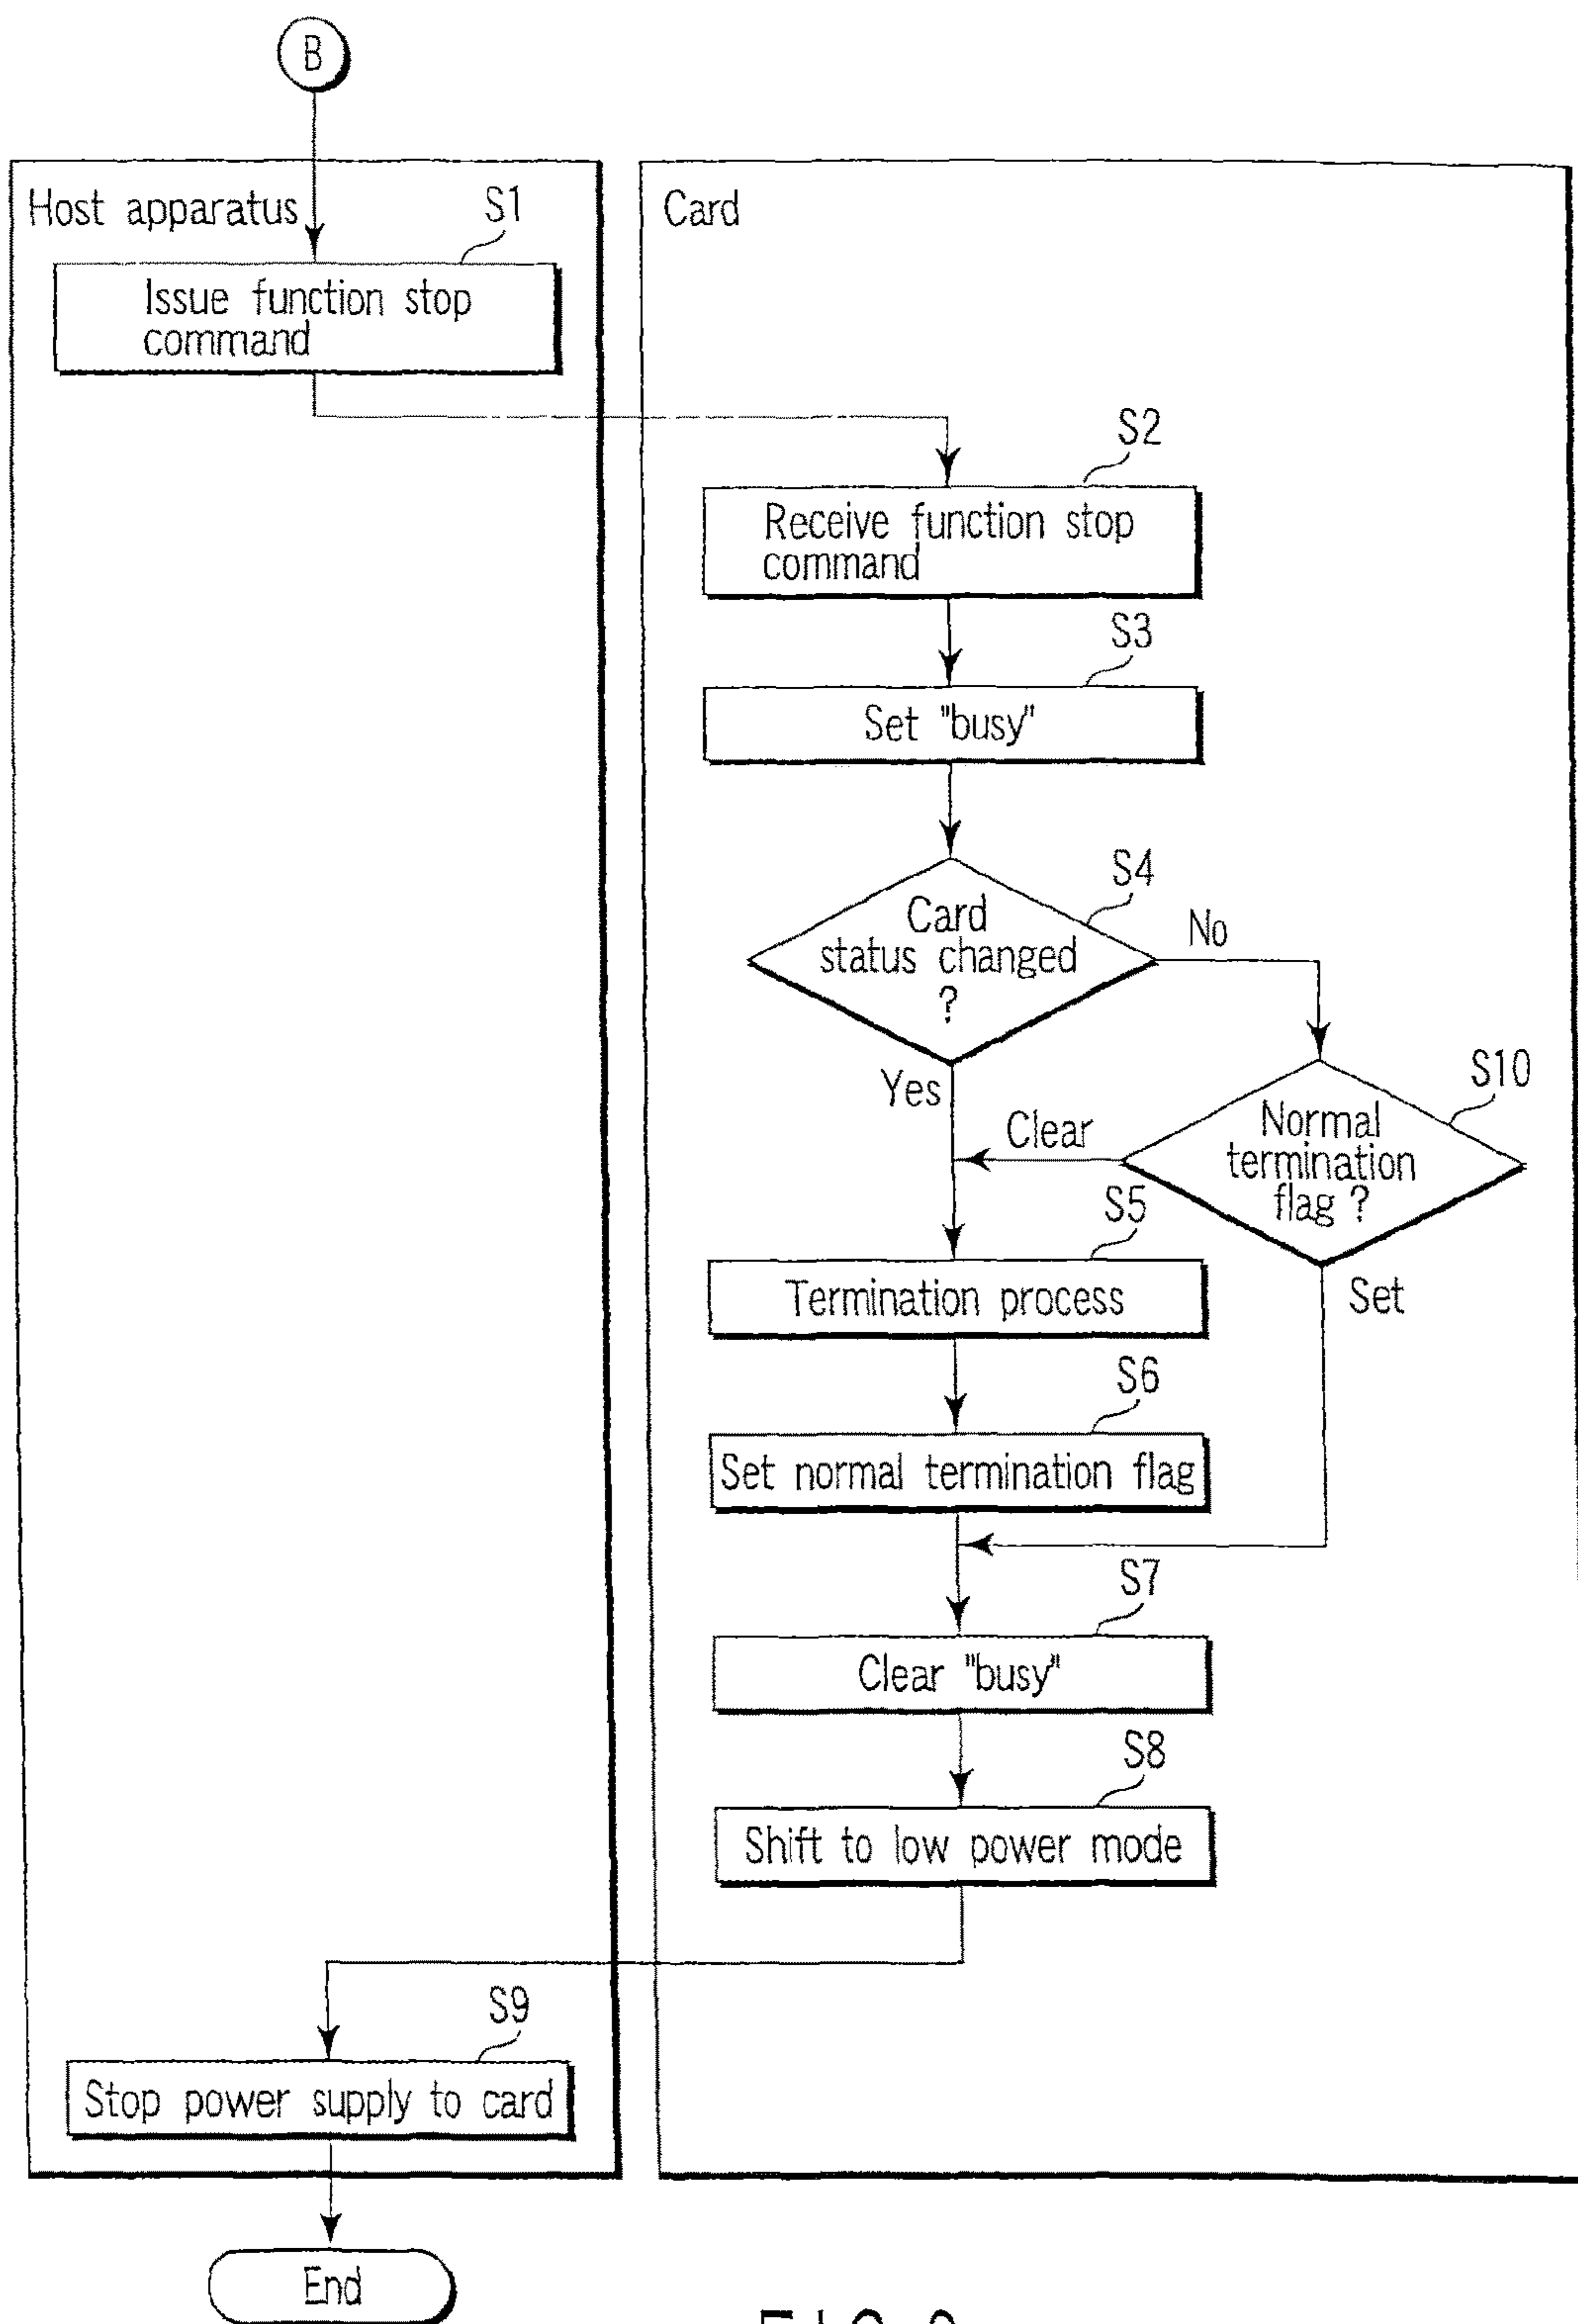 B
Host apparatus
S1
Issue function stop
command
Card
S2
Receive function stop
command
S3
Set "busy"
S4
Card
status changed
?
No
Yes
S10
Normal
termination
flag ?
Clear
Set
S5
Termination process
S6
Set normal termination flag
S7
Clear "busy"
S8
Shift to low power mode
S9
Stop power supply to card
End